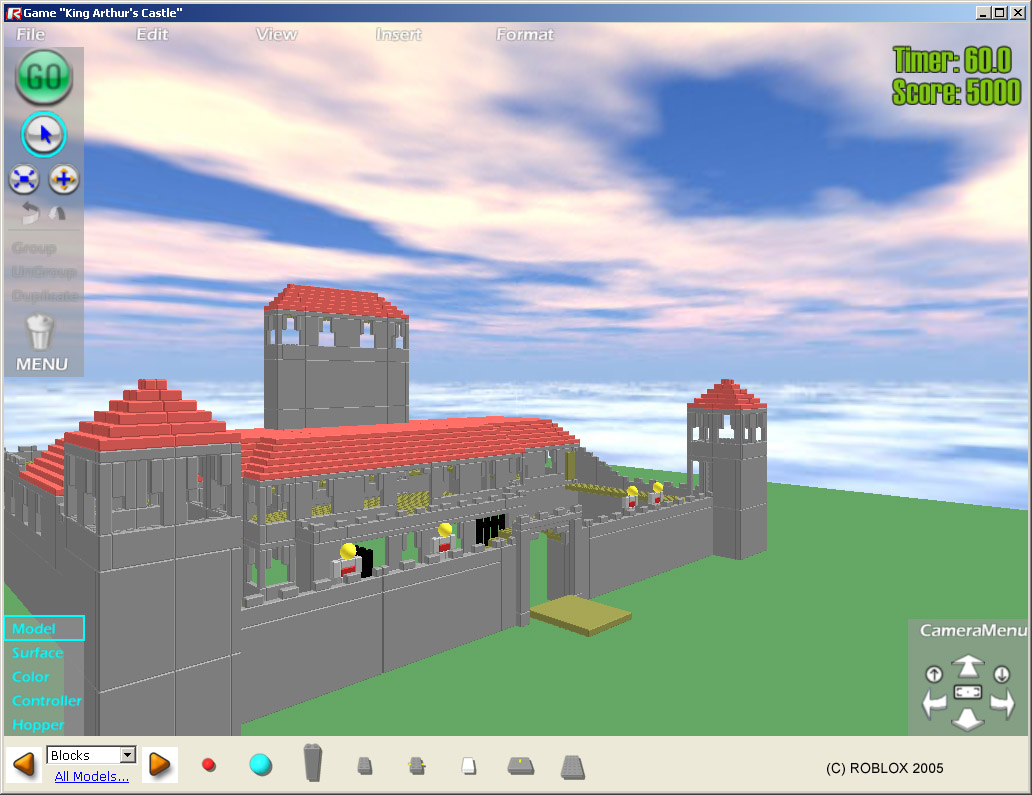 Game "King Arthur's Castle"
File Edit View Insert Format
Timer: 60.0
Score: 5000
GO
Group
UnGroup
Duplicate
MENU
Model
Surface
Color
Controller
Hopper
CameraMenu
Blocks
All Models...
(C) ROBLOX 2005